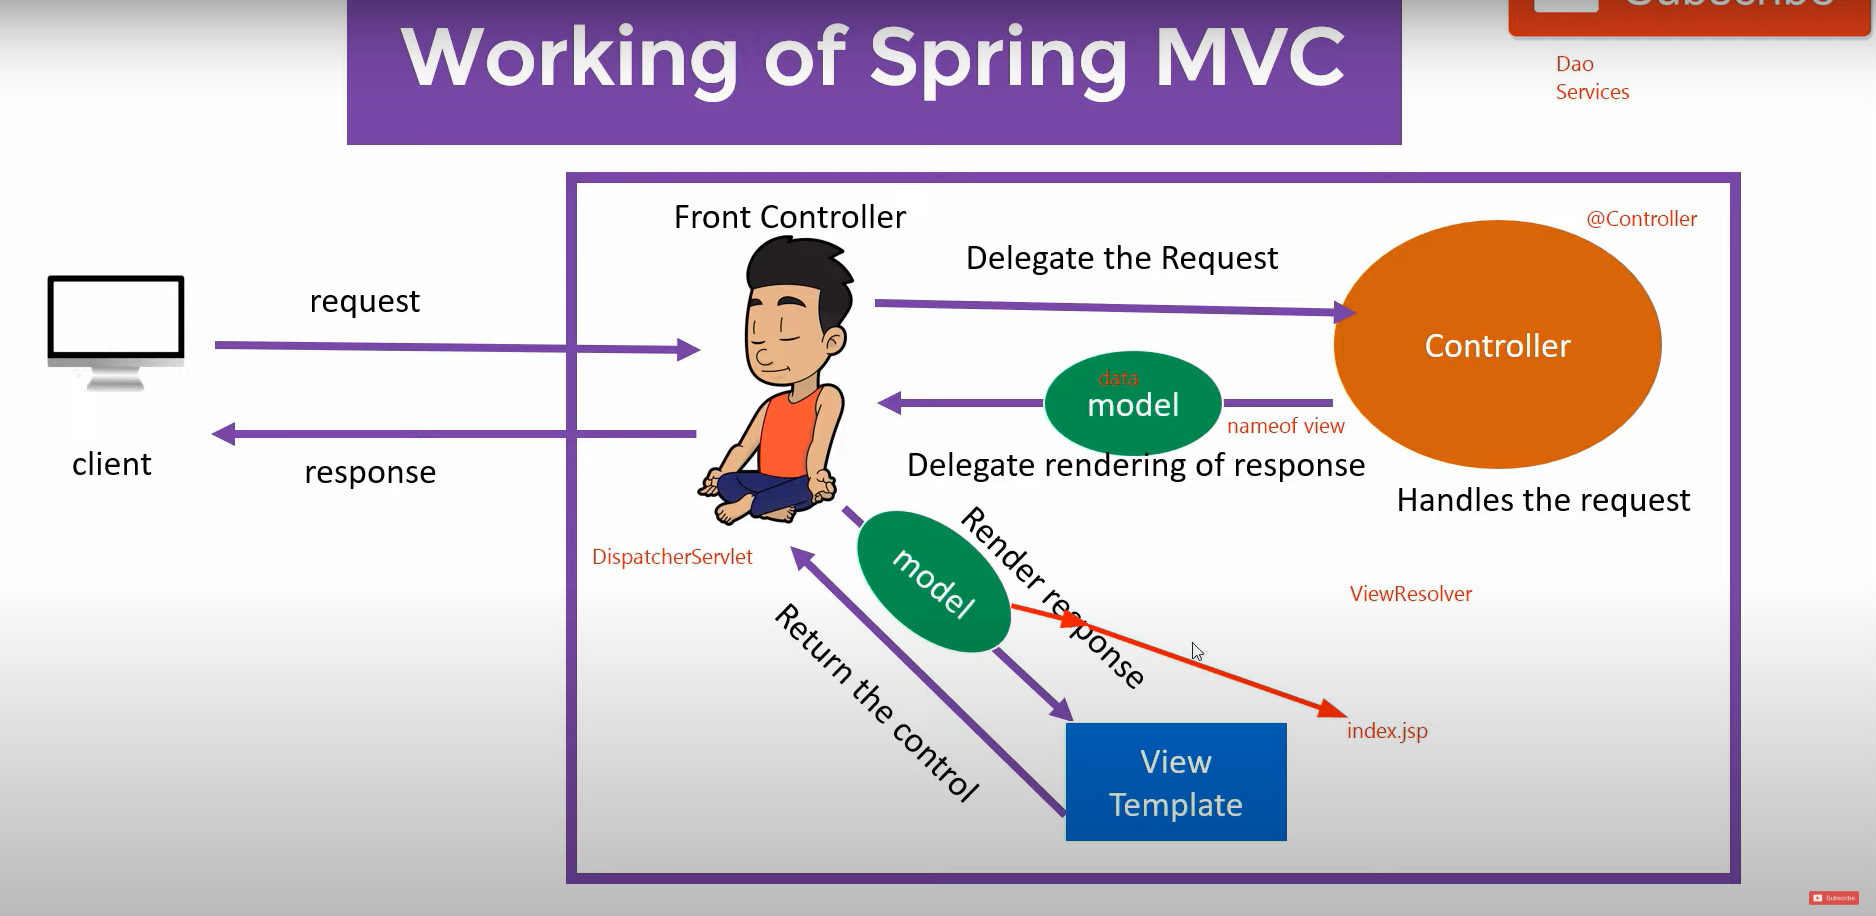 Working of Spring MVC
Subscribe
Dao
Services
Front Controller
@Controller
Delegate the Request
request
Controller
data
model
nameof view
client
response
Delegate rendering of response
Handles the request
Render response
model
DispatcherServlet
ViewResolver
Return the control
index.jsp
View
Template
Subscribe